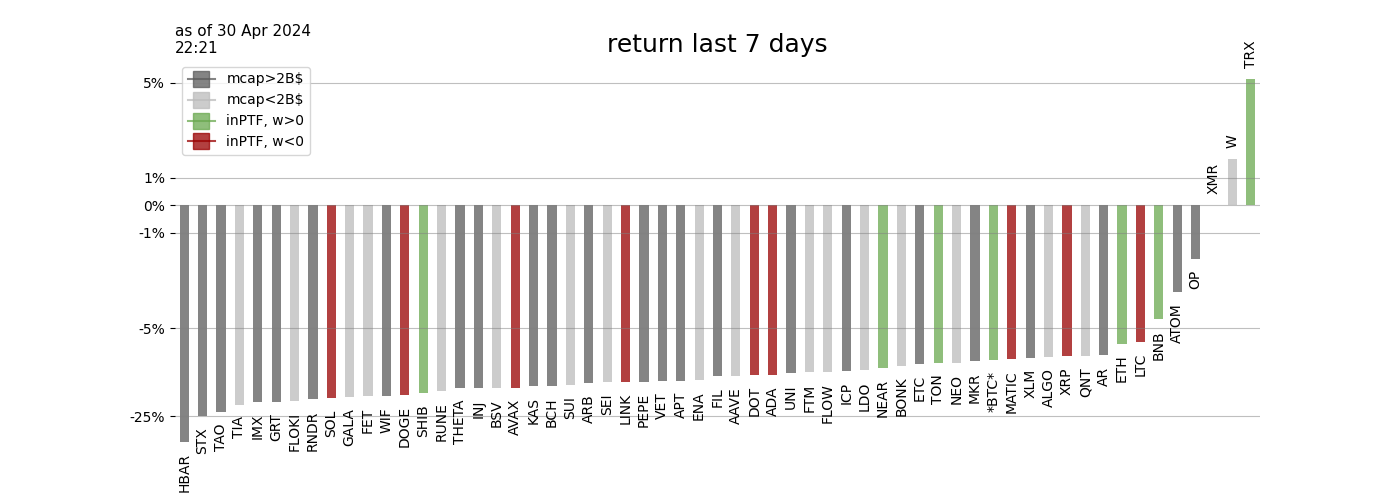 as of 30 Apr 2024
22:21
return last 7 days
mcap>2B$
mcap<2B$
inPTF, w>0
inPTF, w<0
5%
1%
0%
-1%
-5%
-25%
HBAR
STX
TAO
TIA
IMX
GRT
FLOKI
RNDR
SOL
GALA
FET
WIF
DOGE
SHIB
RUNE
THETA
INJ
BSV
AVAX
KAS
BCH
SUI
ARB
SEI
LINK
PEPE
VET
APT
ENA
FIL
AAVE
DOT
ADA
UNI
FTM
FLOW
ICP
LDO
NEAR
BONK
ETC
TON
NEO
MKR
*BTC*
MATIC
XLM
ALGO
XRP
QNT
AR
ETH
LTC
BNB
ATOM
OP
XMR
W
TRX